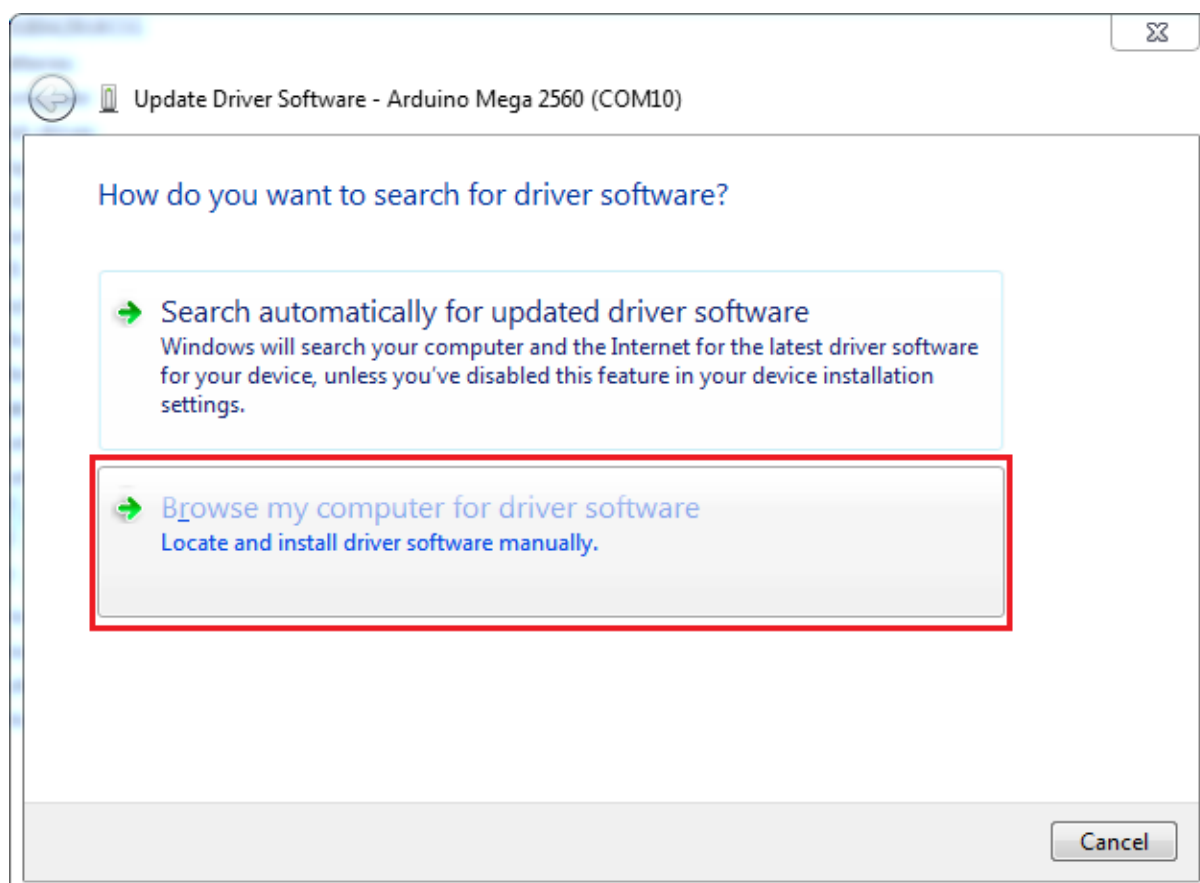 Update Driver Software - Arduino Mega 2560 (COM10)
How do you want to search for driver software?
Search automatically for updated driver software
Windows will search your computer and the Internet for the latest driver software
for your device, unless you've disabled this feature in your device installation
settings.
Browse my computer for driver software
Locate and install driver software manually.
Cancel